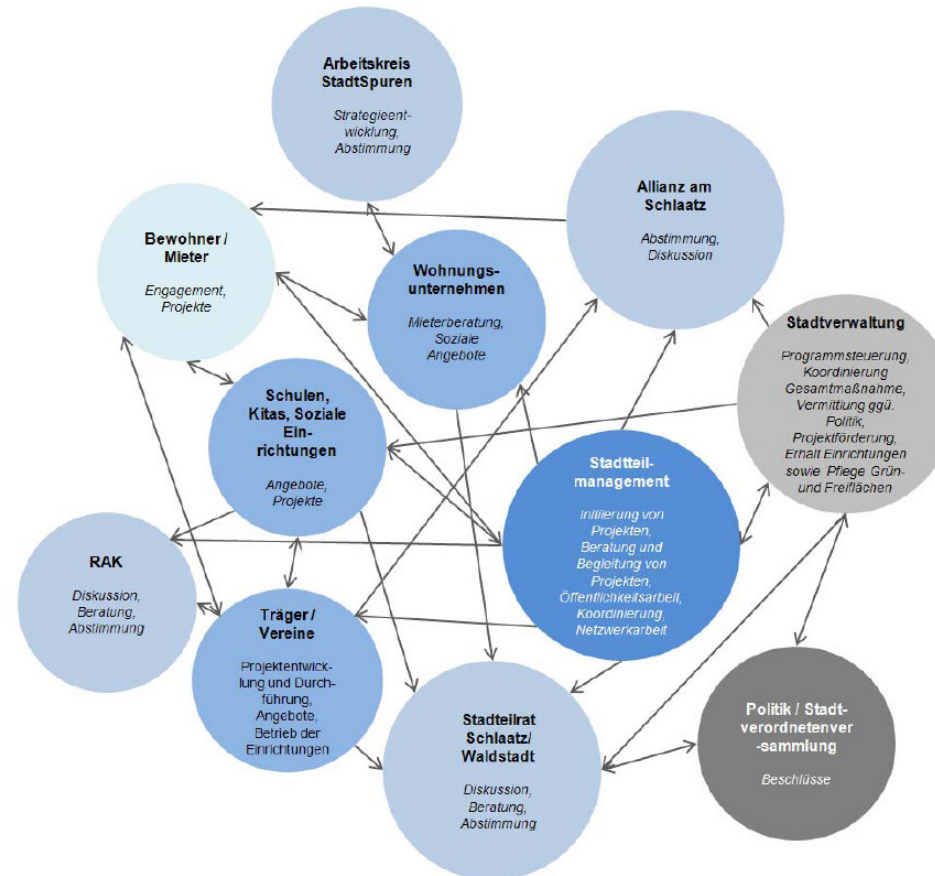 Arbeitskreis
StadtSpuren
Strategieent-
wicklung,
Abstimmung
Allianz am
Schlaatz
Abstimmung,
Diskussion
Bewohner /
Mieter
Engagement,
Projekte
Wohnungs-
unternehmen
Mieterberatung,
Soziale
Angebote
Stadtverwaltung
Programmsteuerung,
Koordinierung
Gesamtmaßnahme,
Vermittlung ggü.
Politik,
Projektförderung,
Erhalt Einrichtungen
sowie Pflege Grün-
und Freiflächen
Schulen,
Kitas, Soziale
Ein-
richtungen
Angebote,
Projekte
Stadtteil-
management
Initiierung von
Projekten,
Beratung und
Begleitung von
Projekten,
Öffentlichkeitsarbeit,
Koordinierung,
Netzwerkarbeit
RAK
Diskussion,
Beratung,
Abstimmung
Träger /
Vereine
Projektentwick-
lung und Durch-
führung,
Angebote,
Betrieb der
Einrichtungen
Stadteilrat
Schlaatz/
Waldstadt
Diskussion,
Beratung,
Abstimmung
Politik / Stadt-
verordnetenver
-sammlung
Beschlüsse